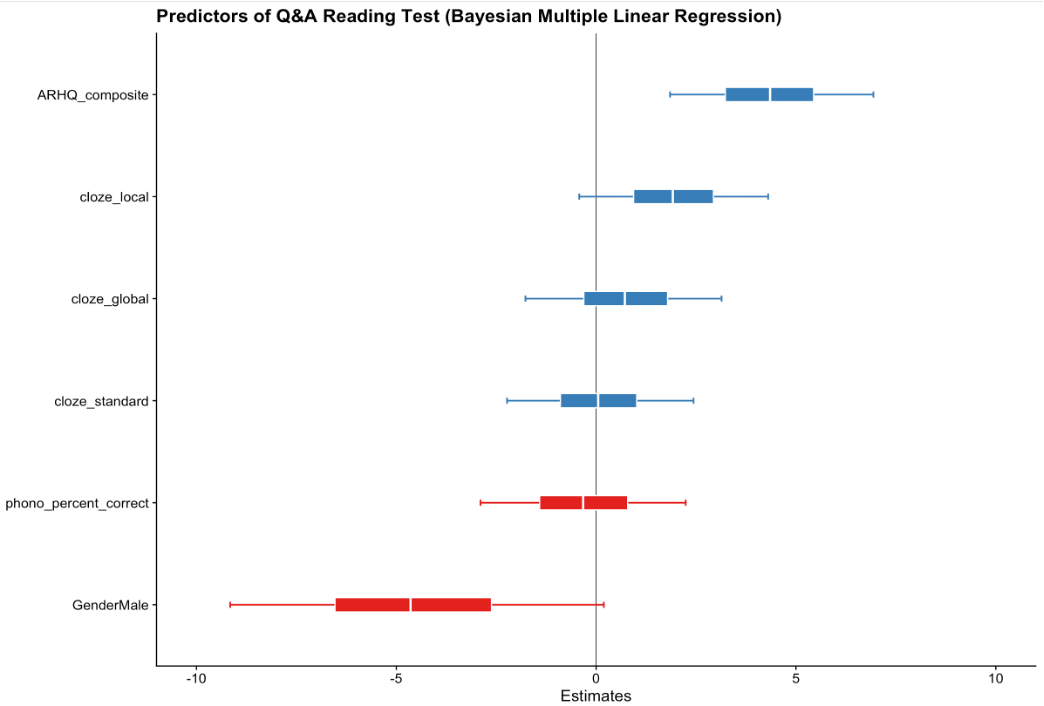 Predictors of Q&A Reading Test (Bayesian Multiple Linear Regression)
ARHQ_composite
cloze_local
cloze_global
cloze_standard
phono_percent_correct
GenderMale
-10 -5 0 5 10
Estimates